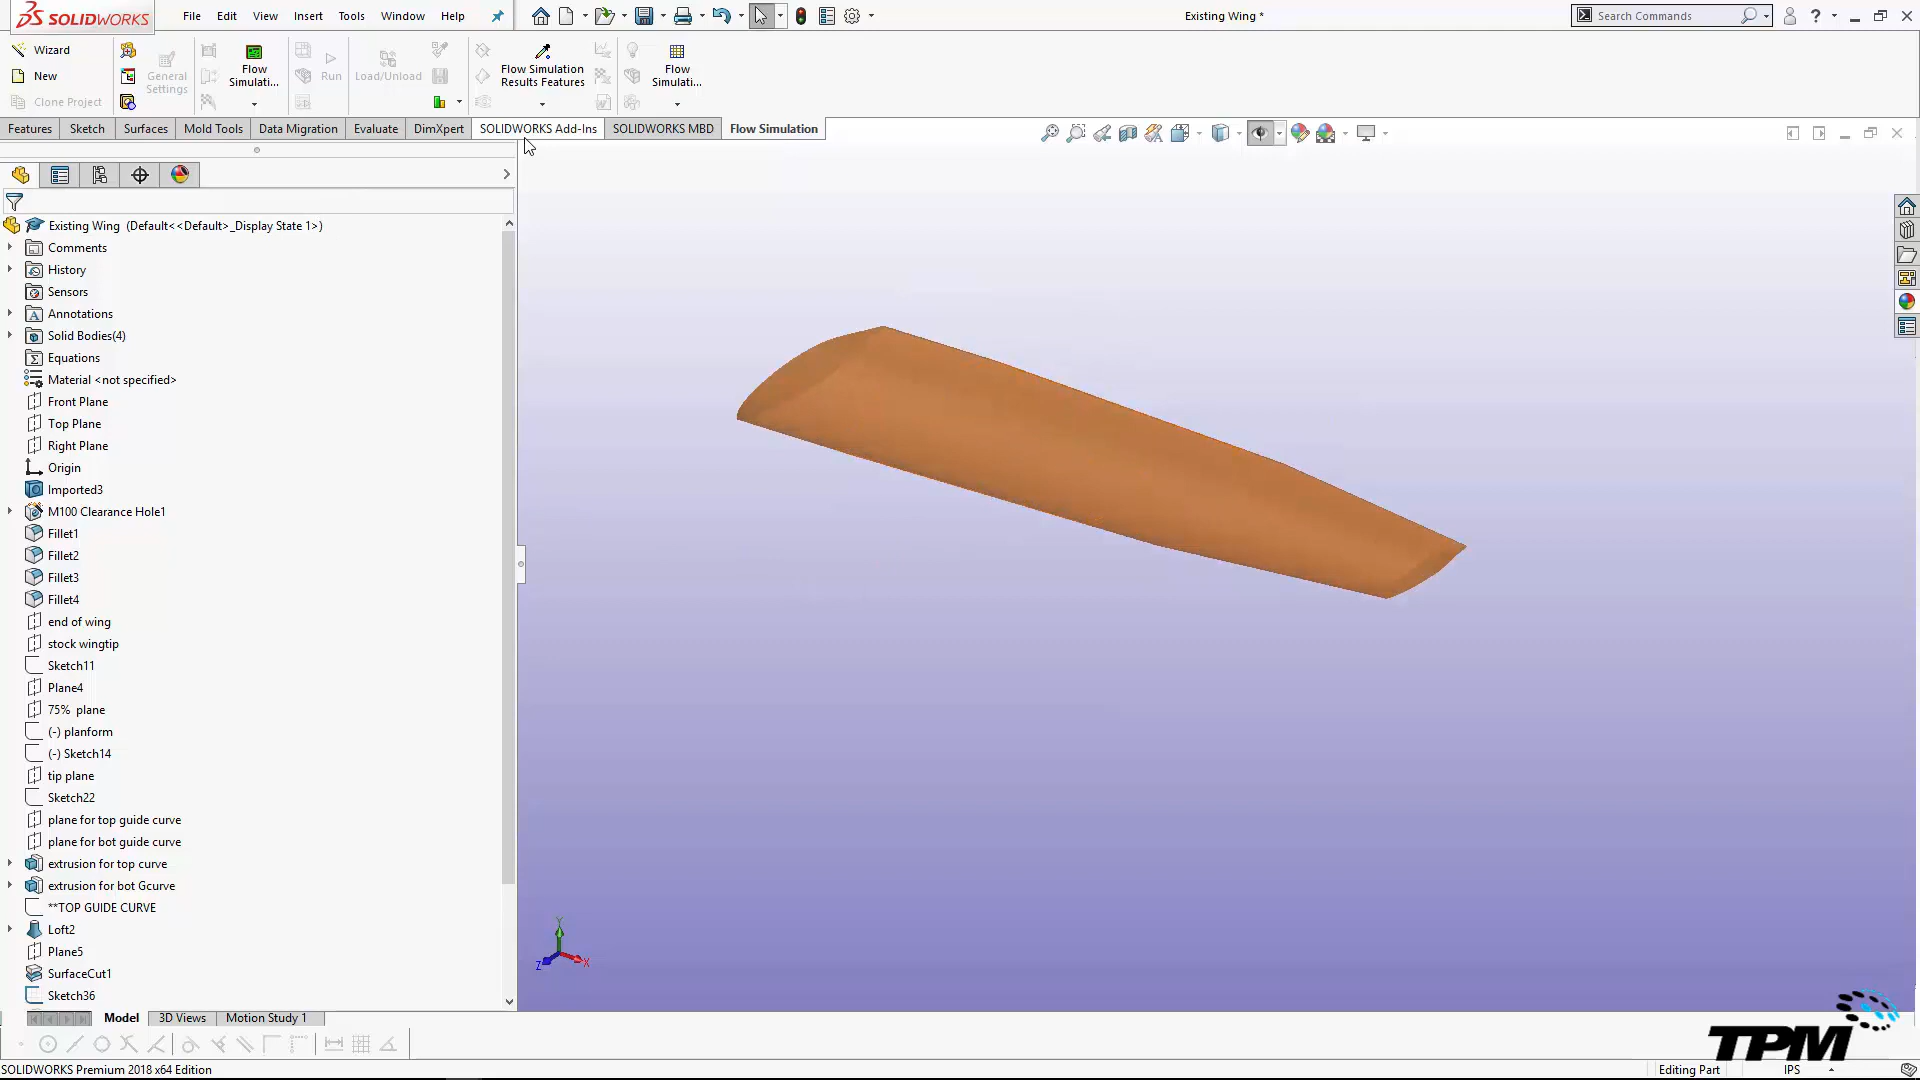 SOLIDWORKS
File Edit View Insert Tools Window Help
Existing Wing *
Search Commands
Wizard
New
Clone Project
General Settings
Flow Simulati...
Run
Load/Unload
Flow Simulation Results Features
Flow Simulati...
Features Sketch Surfaces Mold Tools Data Migration Evaluate DimXpert SOLIDWORKS Add-Ins SOLIDWORKS MBD Flow Simulation
Existing Wing (Default<<Default>_Display State 1>)
Comments
History
Sensors
Annotations
Solid Bodies(4)
Equations
Material <not specified>
Front Plane
Top Plane
Right Plane
Origin
Imported3
M100 Clearance Hole1
Fillet1
Fillet2
Fillet3
Fillet4
end of wing
stock wingtip
Sketch11
Plane4
75% plane
(-) planform
(-) Sketch14
tip plane
Sketch22
plane for top guide curve
plane for bot guide curve
extrusion for top curve
extrusion for bot Gcurve
**TOP GUIDE CURVE
Loft2
Plane5
SurfaceCut1
Sketch36
Y
Z X
Model 3D Views Motion Study 1
TPM
SOLIDWORKS Premium 2018 x64 Edition
Editing Part IPS